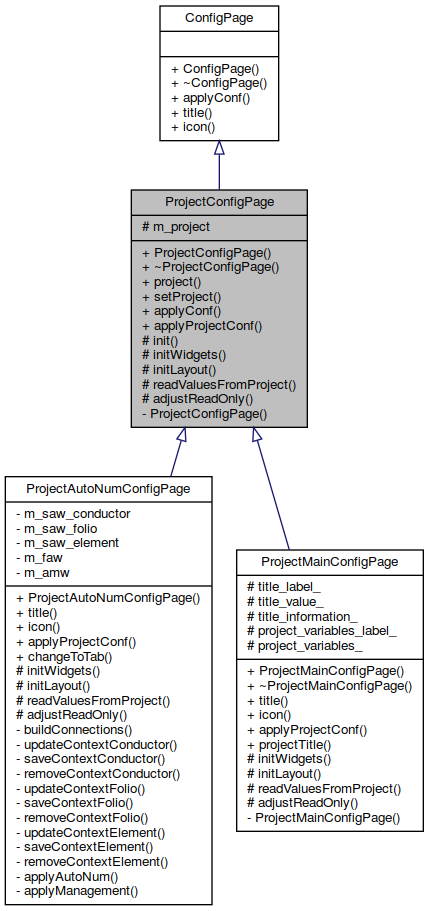 ConfigPage
+ ConfigPage()
+ ~ConfigPage()
+ applyConf()
+ title()
+ icon()
ProjectConfigPage
# m_project
+ ProjectConfigPage()
+ ~ProjectConfigPage()
+ project()
+ setProject()
+ applyConf()
+ applyProjectConf()
# init()
# initWidgets()
# initLayout()
# readValuesFromProject()
# adjustReadOnly()
- ProjectConfigPage()
ProjectAutoNumConfigPage
- m_saw_conductor
- m_saw_folio
- m_saw_element
- m_faw
- m_amw
+ ProjectAutoNumConfigPage()
+ title()
+ icon()
+ applyProjectConf()
+ changeToTab()
# initWidgets()
# initLayout()
# readValuesFromProject()
# adjustReadOnly()
- buildConnections()
- updateContextConductor()
- saveContextConductor()
- removeContextConductor()
- updateContextFolio()
- saveContextFolio()
- removeContextFolio()
- updateContextElement()
- saveContextElement()
- removeContextElement()
- applyAutoNum()
- applyManagement()
ProjectMainConfigPage
# title_label_
# title_value_
# title_information_
# project_variables_label_
# project_variables_
+ ProjectMainConfigPage()
+ ~ProjectMainConfigPage()
+ title()
+ icon()
+ applyProjectConf()
+ projectTitle()
# initWidgets()
# initLayout()
# readValuesFromProject()
# adjustReadOnly()
- ProjectMainConfigPage()